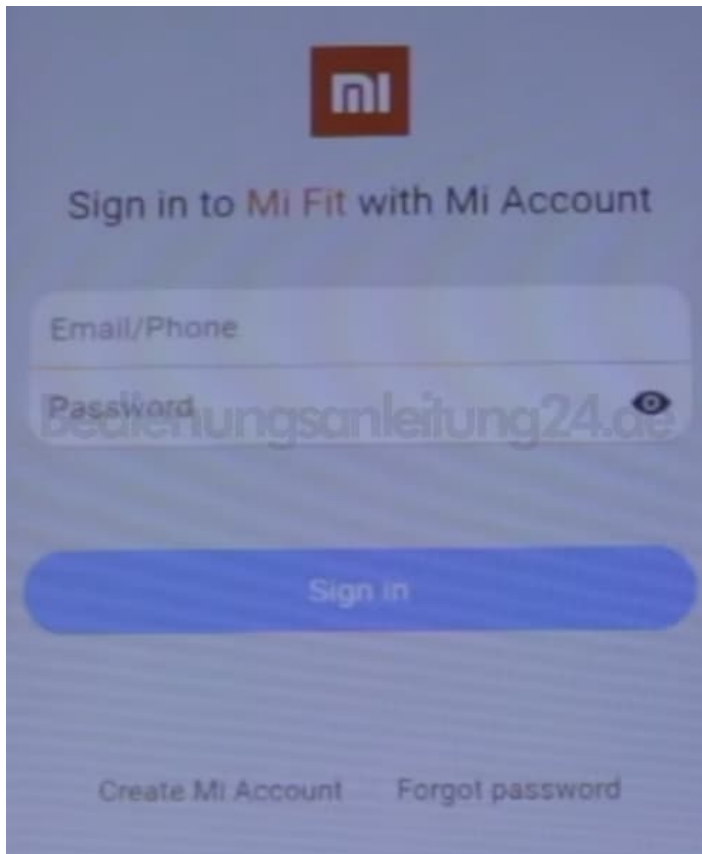 mi
Sign in to Mi Fit with Mi Account
Email/Phone
Password
Bedienungsanleitung24.de
Sign in
Create Mi Account
Forgot password